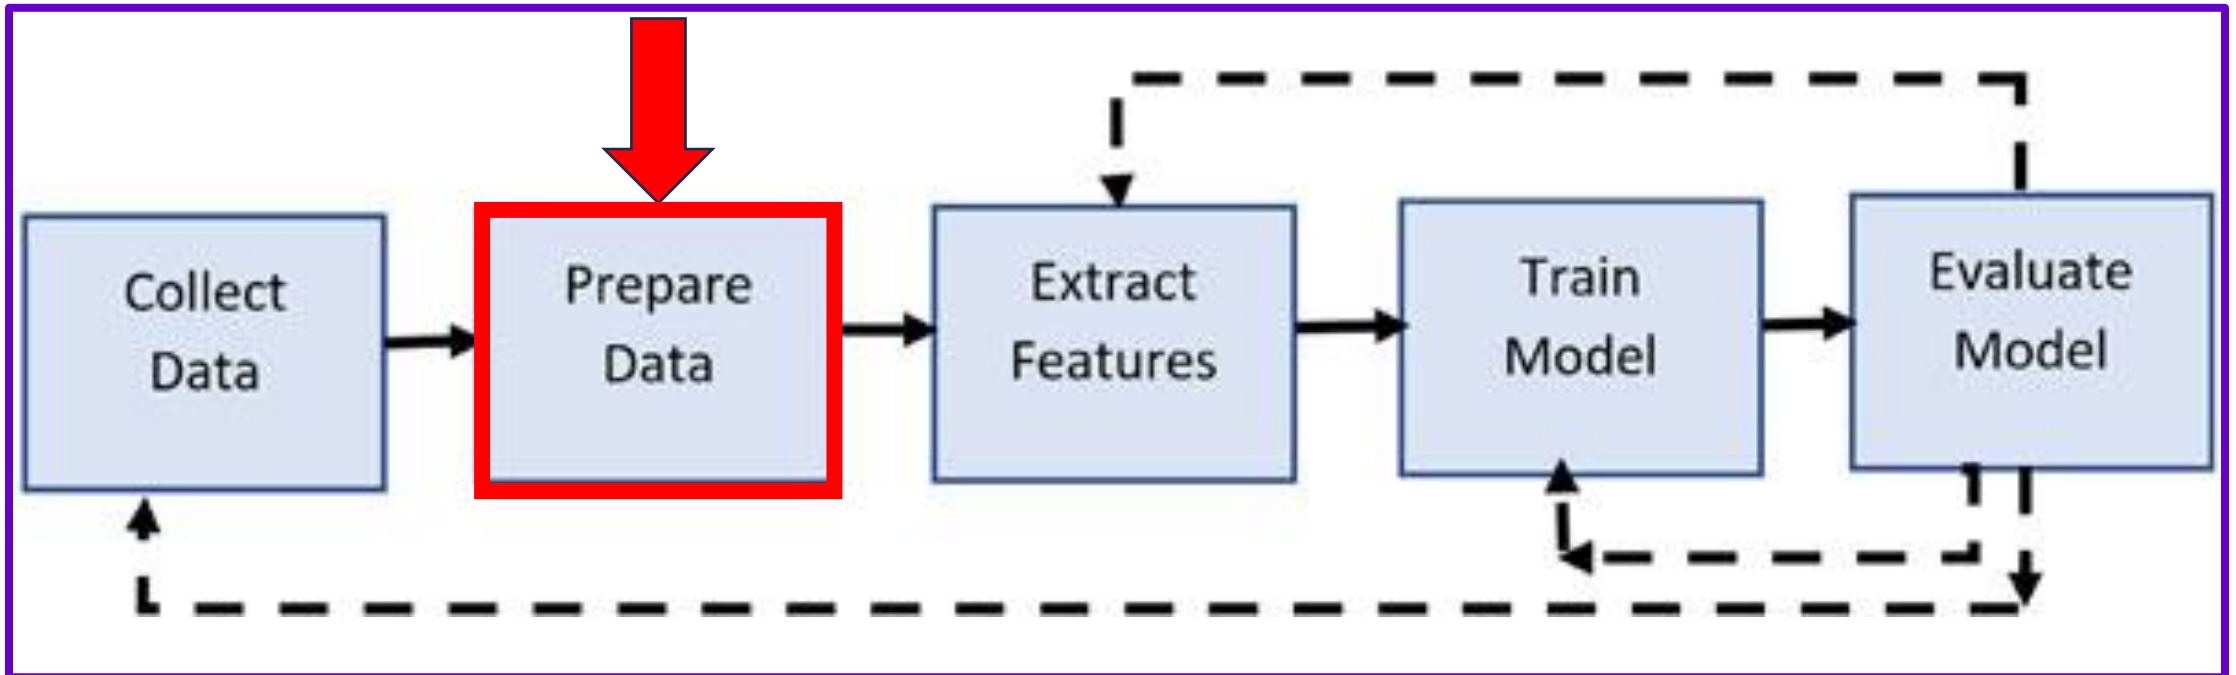 Collect
Data
Prepare
Data
Extract
Features
Train
Model
Evaluate
Model